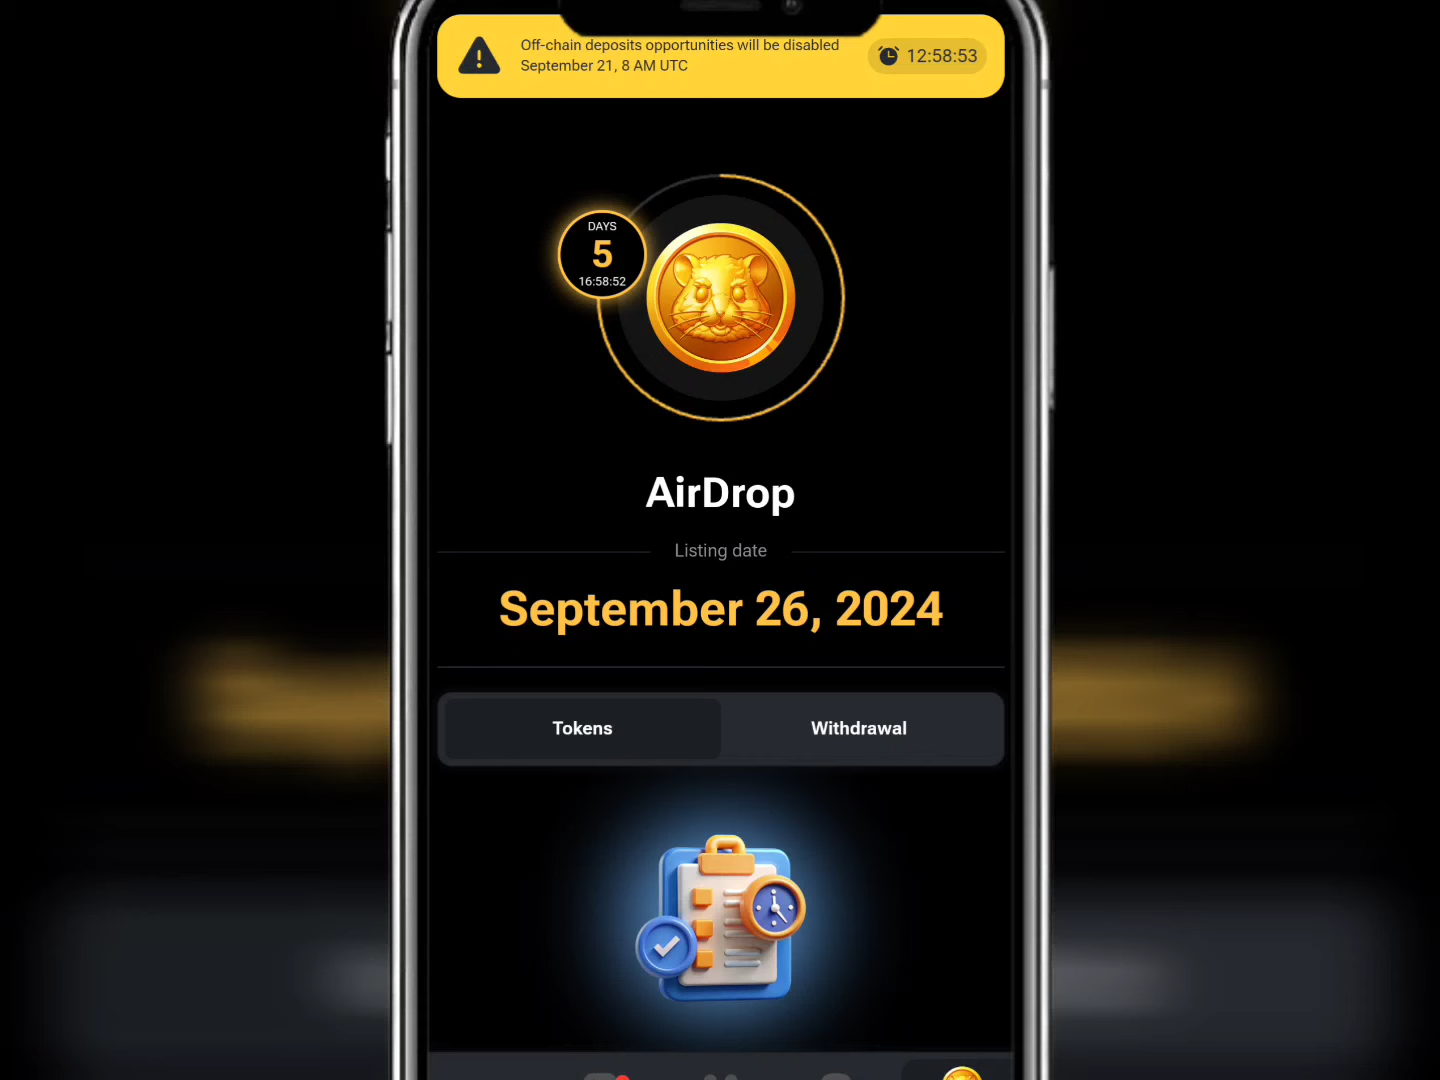 Off-chain deposits opportunities will be disabled
September 21, 8 AM UTC
12:58:53
DAYS
5
16:58:52
AirDrop
Listing date
September 26, 2024
Tokens
Withdrawal